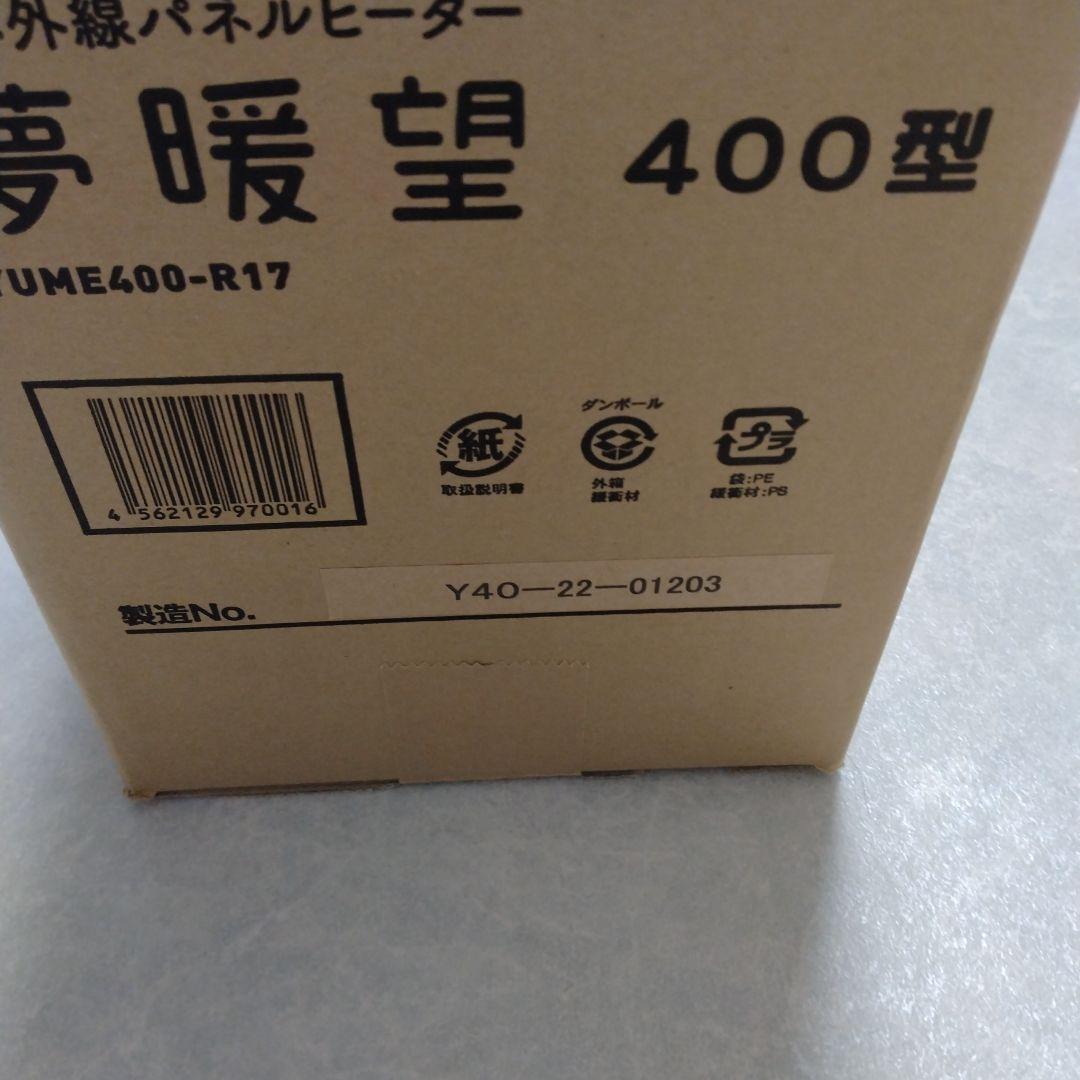 外線パネルヒーター
夢暖望 400型
YUME400-R17
4 562129 970016
紙
取扱説明書
ダンボール
外箱
緩衝材
プラ
袋:PE
緩衝材:PS
製造No. Y40-22-01203